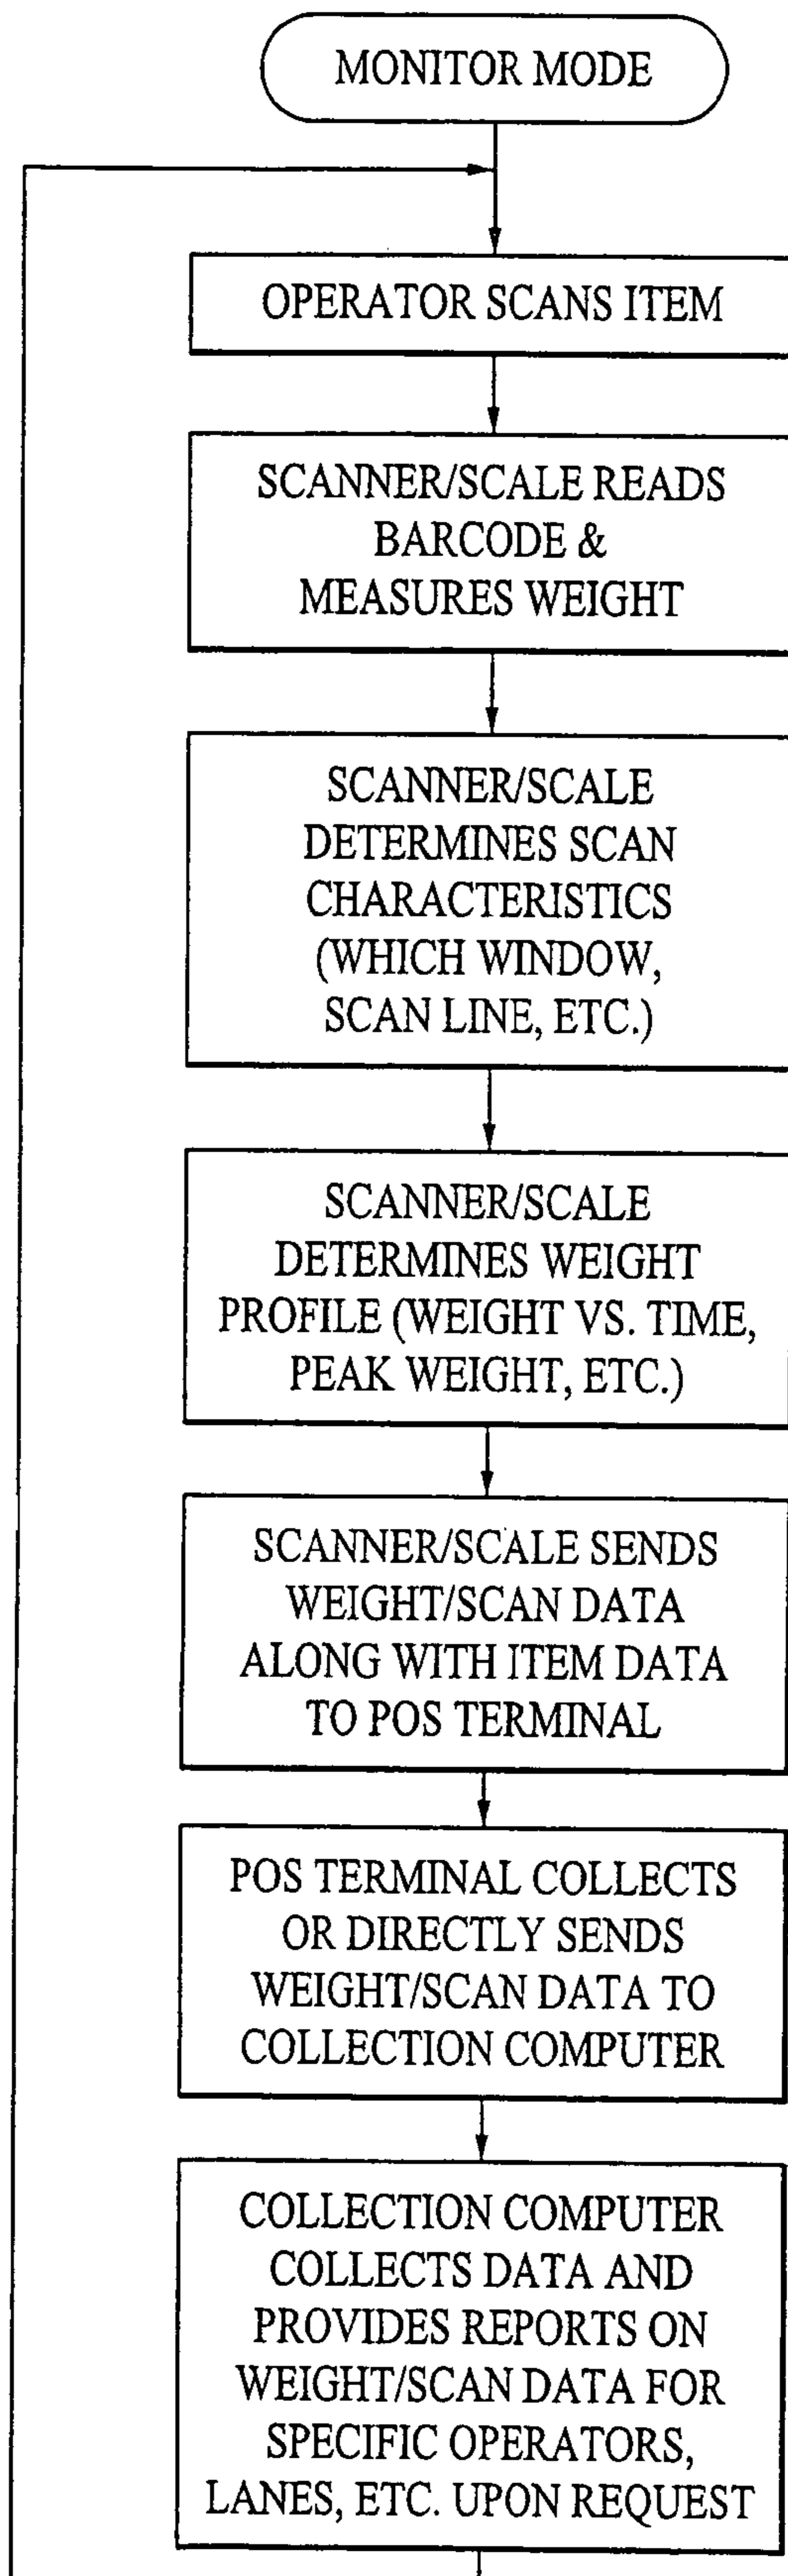 MONITOR MODE
OPERATOR SCANS ITEM
SCANNER/SCALE READS
BARCODE &
MEASURES WEIGHT
SCANNER/SCALE
DETERMINES SCAN
CHARACTERISTICS
(WHICH WINDOW,
SCAN LINE, ETC.)
SCANNER/SCALE
DETERMINES WEIGHT
PROFILE (WEIGHT VS. TIME,
PEAK WEIGHT, ETC.)
SCANNER/SCALE SENDS
WEIGHT/SCAN DATA
ALONG WITH ITEM DATA
TO POS TERMINAL
POS TERMINAL COLLECTS
OR DIRECTLY SENDS
WEIGHT/SCAN DATA TO
COLLECTION COMPUTER
COLLECTION COMPUTER
COLLECTS DATA AND
PROVIDES REPORTS ON
WEIGHT/SCAN DATA FOR
SPECIFIC OPERATORS,
LANES, ETC. UPON REQUEST